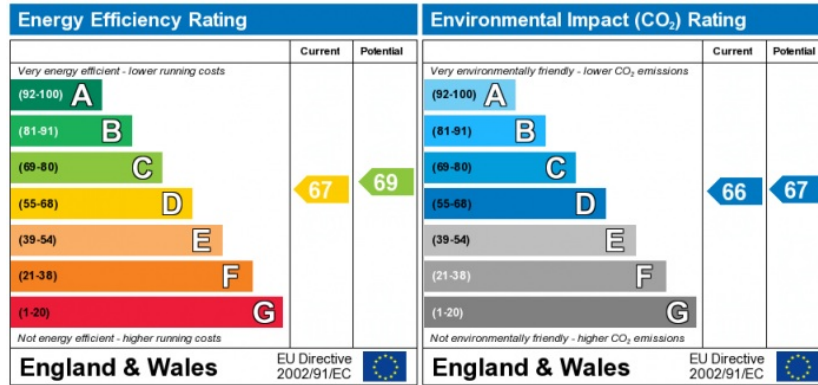 Energy Efficiency Rating
Current Potential
Very energy efficient - lower running costs
(92-100) A
(81-91) B
(69-80) C
(55-68) D
(39-54) E
(21-38) F
(1-20) G
67 69
Not energy efficient - higher running costs
England & Wales
EU Directive
2002/91/EC
Environmental Impact (CO₂) Rating
Current Potential
Very environmentally friendly - lower CO₂ emissions
(92-100) A
(81-91) B
(69-80) C
(55-68) D
(39-54) E
(21-38) F
(1-20) G
66 67
Not environmentally friendly - higher CO₂ emissions
England & Wales
EU Directive
2002/91/EC